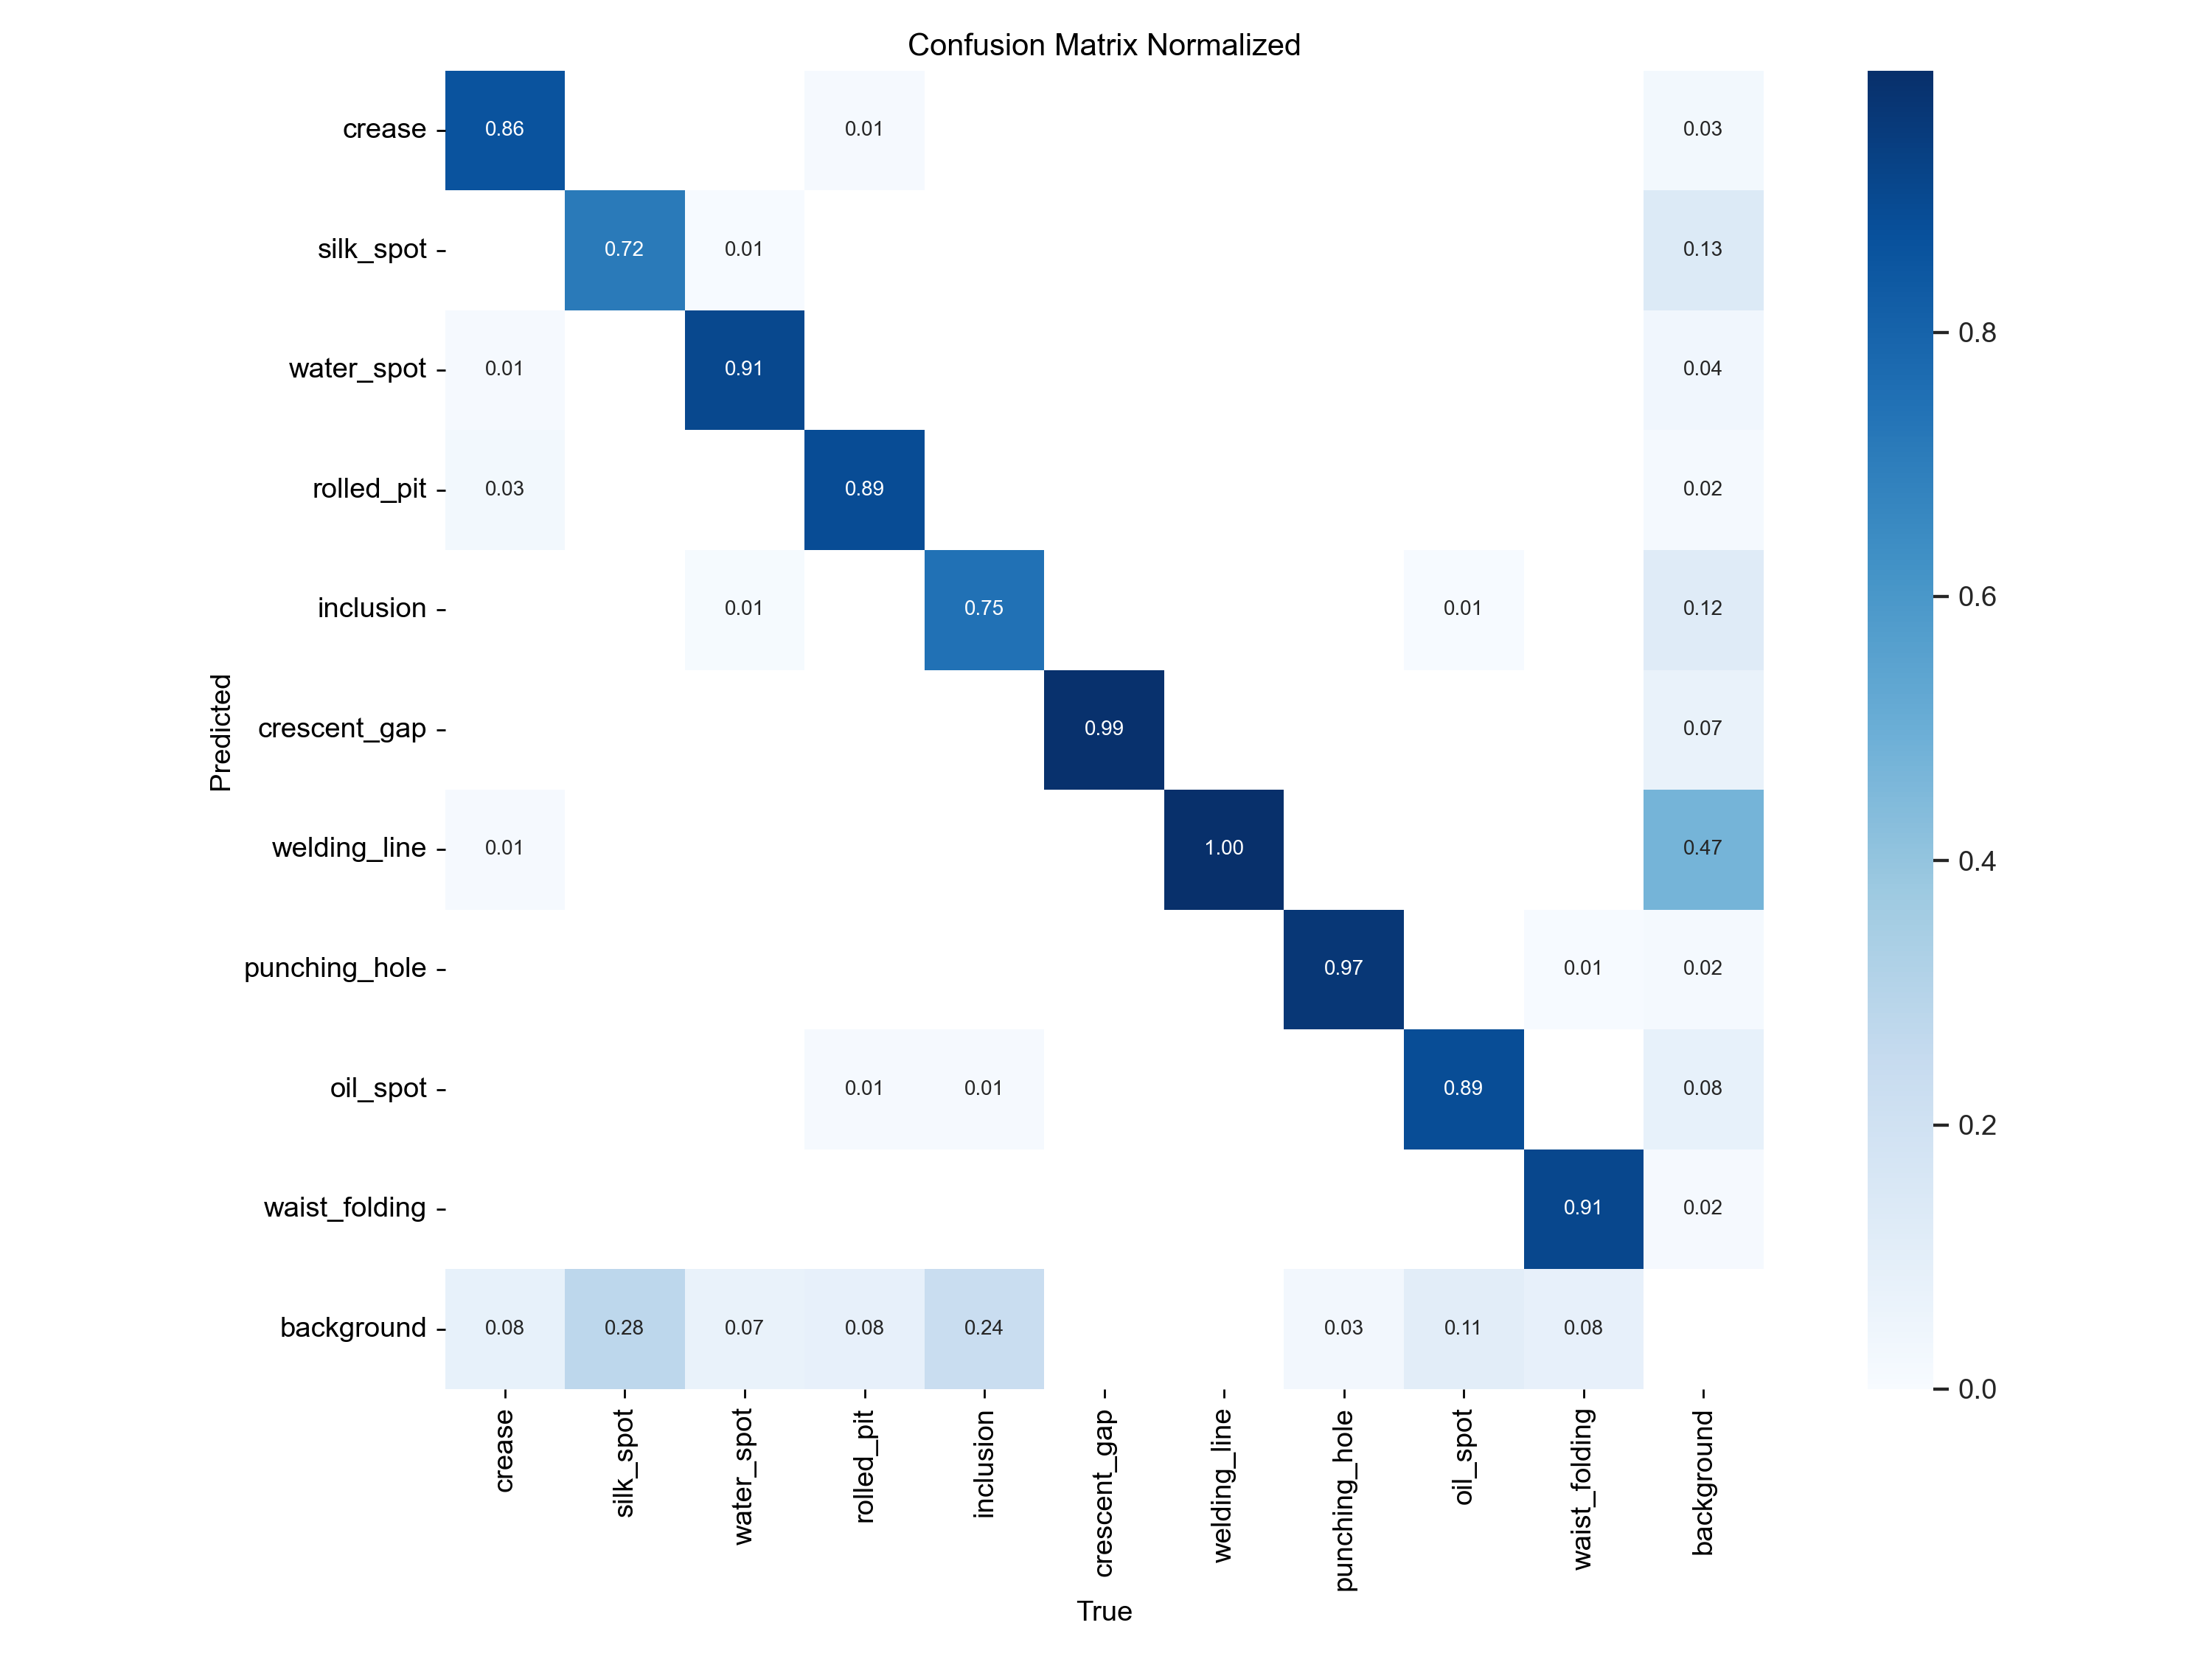 Confusion Matrix Normalized
crease 0.86 0.01 0.03
silk_spot 0.72 0.01 0.13
water_spot 0.01 0.91 0.04
rolled_pit 0.03 0.89 0.02
inclusion 0.01 0.75 0.01 0.12
crescent_gap 0.99 0.07
welding_line 0.01 1.00 0.47
punching_hole 0.97 0.01 0.02
oil_spot 0.01 0.01 0.89 0.08
waist_folding 0.91 0.02
background 0.08 0.28 0.07 0.08 0.24 0.03 0.11 0.08
Predicted
crease
silk_spot
water_spot
rolled_pit
inclusion
crescent_gap
welding_line
punching_hole
oil_spot
waist_folding
background
True
0.8
0.6
0.4
0.2
0.0